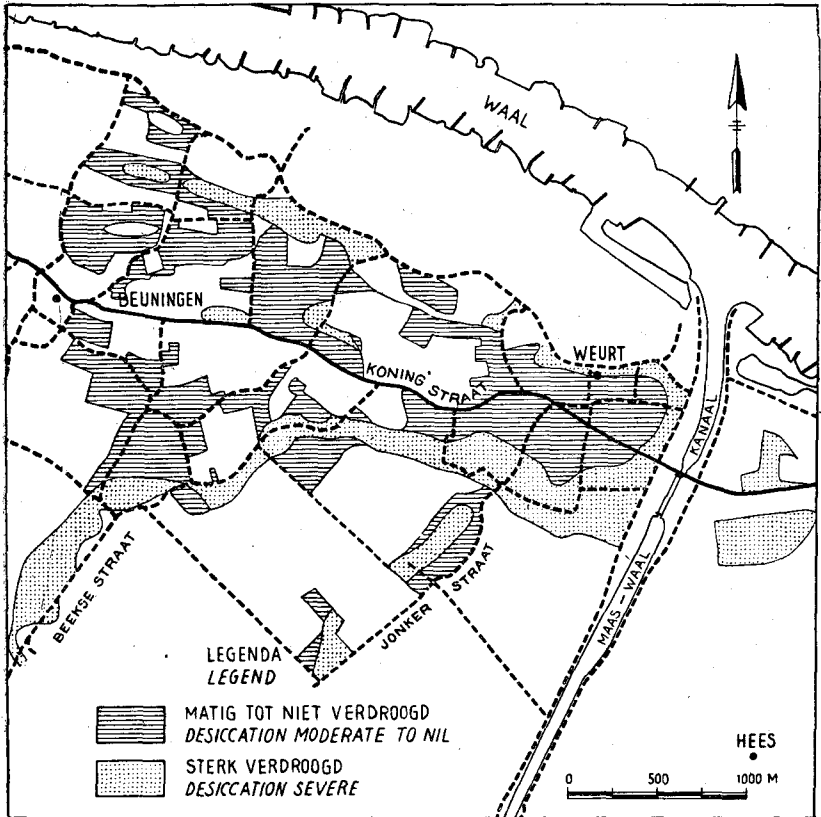 WAAL
BEUNINGEN
WEURT
KONING STRAAT
KANAAL
MAAS - WAAL
BEEKSE STRAAT
JONKER STRAAT
LEGENDA
LEGEND
MATIG TOT NIET VERDROOGD
DESICCATION MODERATE TO NIL
STERK VERDROOGD
DESICCATION SEVERE
HEES
0 500 1000 M